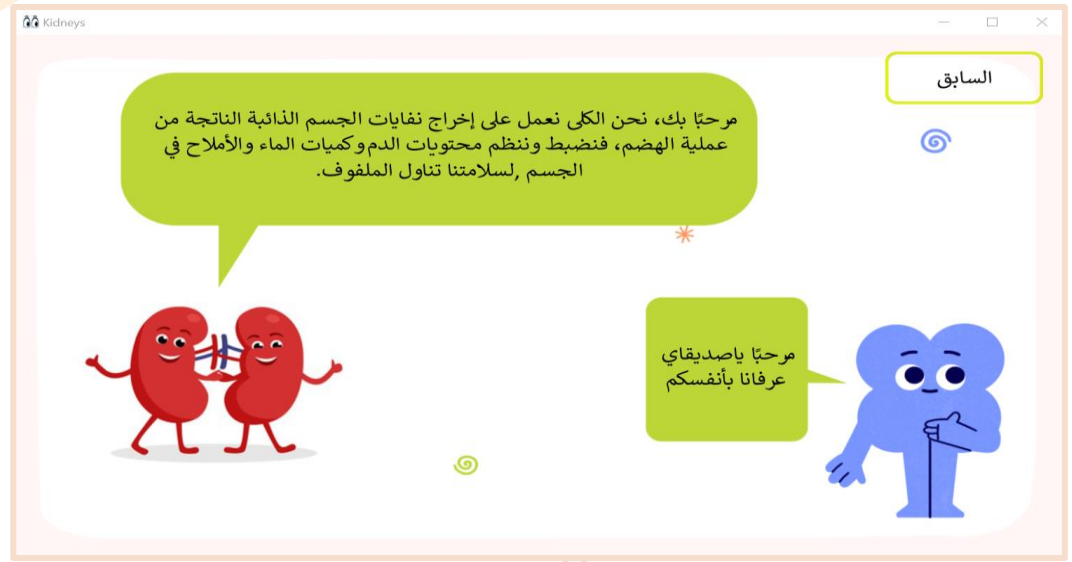 Kidneys
السابق
مرحبًا بك، نحن الكلى نعمل على إخراج نفايات الجسم الذائبة الناتجة من
عملية الهضم، فنضبط وننظم محتويات الدم وكميات الماء والأملاح في
الجسم ,لسلامتنا تناول الملفوف.
مرحبًا ياصديقاي
عرفانا بأنفسكم